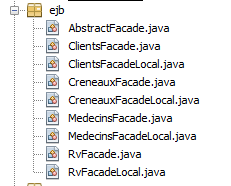 ejb
AbstractFacade.java
ClientsFacade.java
ClientsFacadeLocal.java
CreneauxFacade.java
CreneauxFacadeLocal.java
MedecinsFacade.java
MedecinsFacadeLocal.java
RvFacade.java
RvFacadeLocal.java